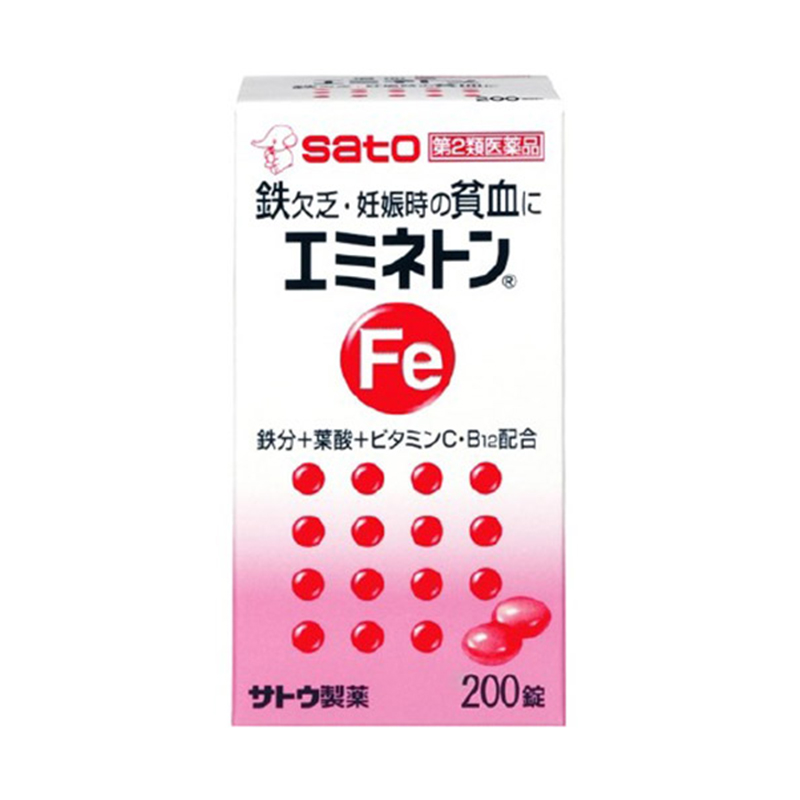 sato 第2類医薬品
鉄欠乏・妊娠時の貧血に
エミネトン®
Fe
鉄分+葉酸+ビタミンC・B12配合
サトウ製薬 200錠